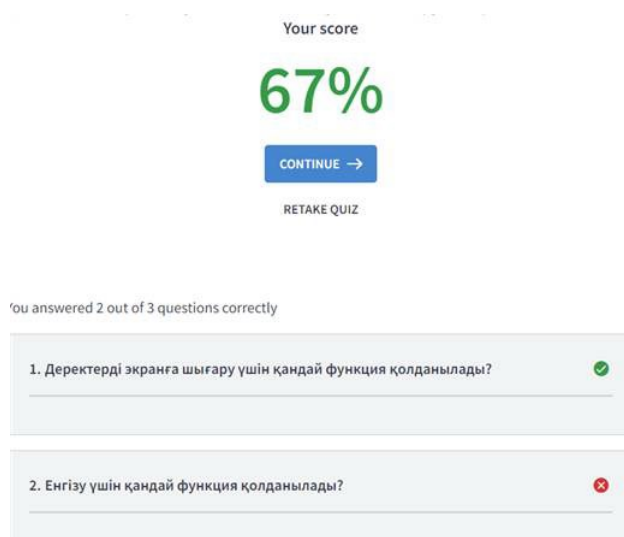 Your score
67%
CONTINUE →
RETAKE QUIZ
ou answered 2 out of 3 questions correctly
1. Деректерді экранға шығару үшін қандай функция қолданылады?
2. Енгізу үшін қандай функция қолданылады?